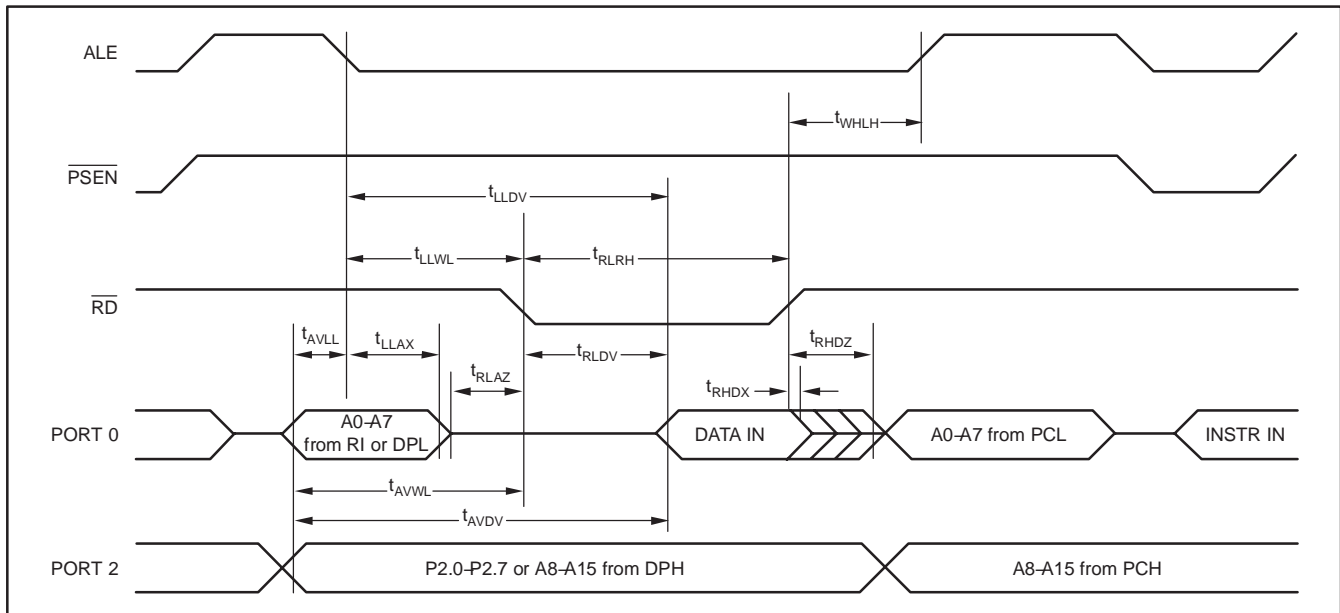 ALE
tWHLH
PSEN
tLLDV
tLLWL
tRLRH
RD
tAVLL
tLLAX
tRLDV
tRHDZ
tRLAZ
tRHDX
PORT 0
A0-A7
from RI or DPL
DATA IN
A0-A7 from PCL
INSTR IN
tAVWL
tAVDV
PORT 2
P2.0-P2.7 or A8-A15 from DPH
A8-A15 from PCH